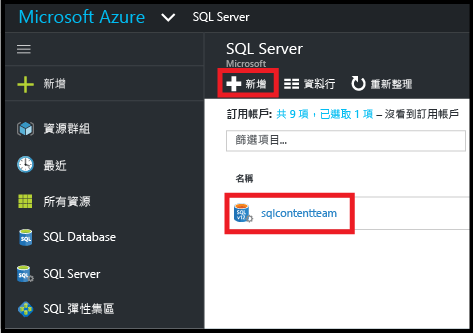 Microsoft Azure SQL Server
SQL Server
Microsoft
新增
新增 資料行 重新整理
訂用帳戶: 共 9 項，已選取 1 項 – 沒看到訂用帳戶
篩選項目...
資源群組
最近
所有資源
SQL Database
SQL Server
SQL 彈性集區
名稱
SQL v12 sqlcontentteam